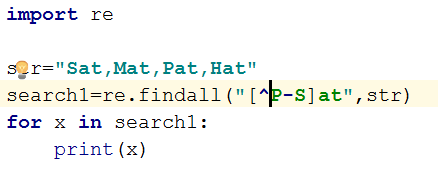 import re
str="Sat,Mat,Pat,Hat"
search1=re.findall("[^P-S]at",str)
for x in search1:
    print(x)